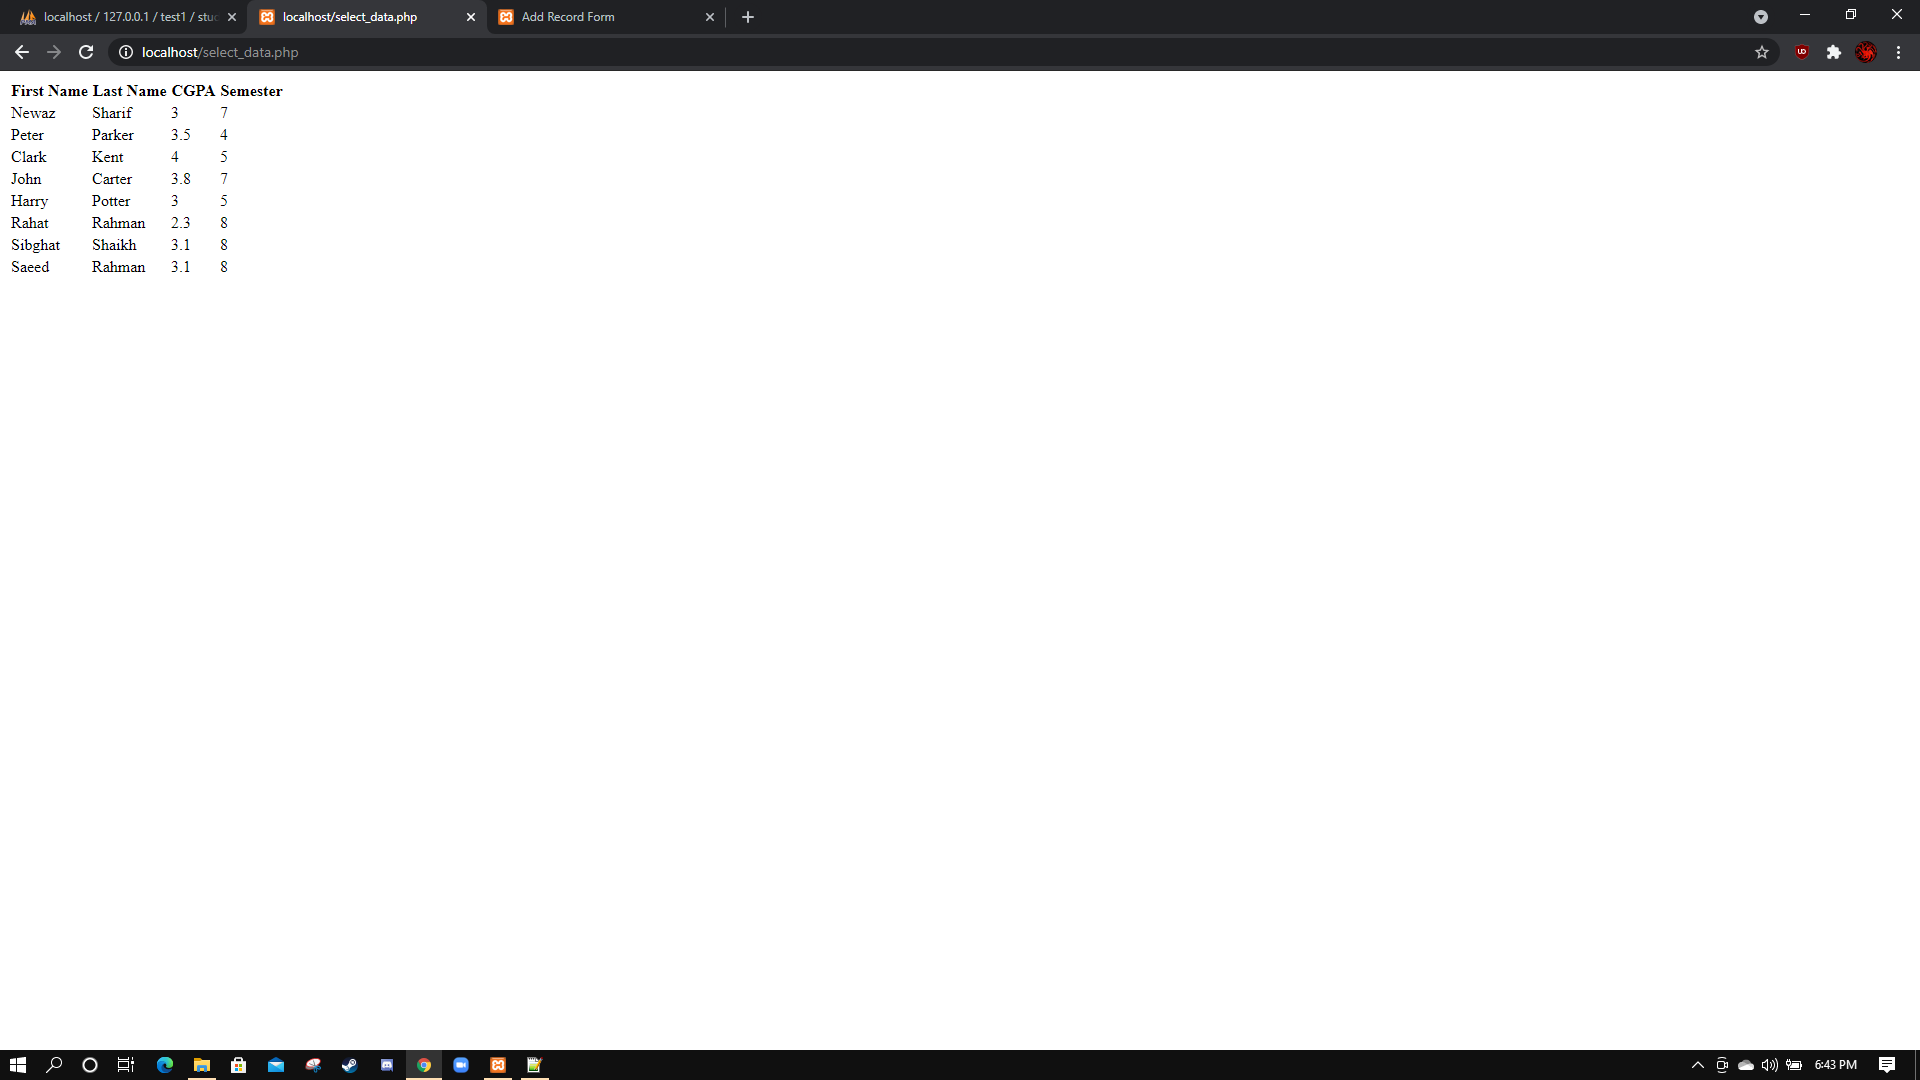 localhost / 127.0.0.1 / test1 / stu
localhost/select_data.php
Add Record Form
localhost/select_data.php
First Name Last Name CGPA Semester
Newaz Sharif 3 7
Peter Parker 3.5 4
Clark Kent 4 5
John Carter 3.8 7
Harry Potter 3 5
Rahat Rahman 2.3 8
Sibghat Shaikh 3.1 8
Saeed Rahman 3.1 8
6:43 PM